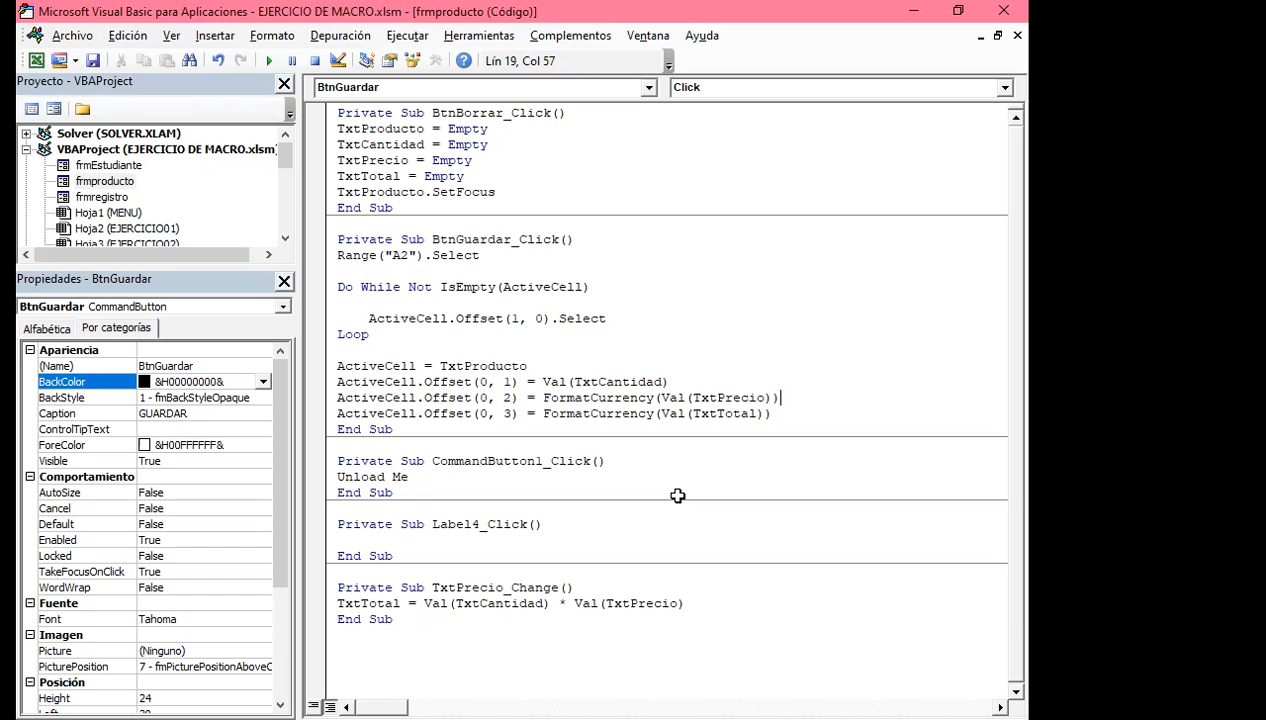 Microsoft Visual Basic para Aplicaciones - EJERCICIO DE MACRO.xlsm - [frmproducto (Código)]
Archivo Edición Ver Insertar Formato Depuración Ejecutar Herramientas Complementos Ventana Ayuda
Lín 19, Col 57
Proyecto - VBAProject
Solver (SOLVER.XLAM)
VBAProject (EJERCICIO DE MACRO.xlsm)
frmEstudiante
frmproducto
frmregistro
Hoja1 (MENU)
Hoja2 (EJERCICIO01)
Hoja3 (EJERCICIO02)
Propiedades - BtnGuardar
BtnGuardar CommandButton
Alfabética Por categorías
Apariencia
(Name) BtnGuardar
BackColor &H00000000&
BackStyle 1 - fmBackStyleOpaque
Caption GUARDAR
ControlTipText
ForeColor &H00FFFFFF&
Visible True
Comportamiento
AutoSize False
Cancel False
Default False
Enabled True
Locked False
TakeFocusOnClick True
WordWrap False
Fuente
Font Tahoma
Imagen
Picture (Ninguno)
PicturePosition 7 - fmPicturePositionAboveC
Posición
Height 24
BtnGuardar Click
Private Sub BtnBorrar_Click()
TxtProducto = Empty
TxtCantidad = Empty
TxtPrecio = Empty
TxtTotal = Empty
TxtProducto.SetFocus
End Sub
Private Sub BtnGuardar_Click()
Range("A2").Select
Do While Not IsEmpty(ActiveCell)
ActiveCell.Offset(1, 0).Select
Loop
ActiveCell = TxtProducto
ActiveCell.Offset(0, 1) = Val(TxtCantidad)
ActiveCell.Offset(0, 2) = FormatCurrency(Val(TxtPrecio))
ActiveCell.Offset(0, 3) = FormatCurrency(Val(TxtTotal))
End Sub
Private Sub CommandButton1_Click()
Unload Me
End Sub
Private Sub Label4_Click()
End Sub
Private Sub TxtPrecio_Change()
TxtTotal = Val(TxtCantidad) * Val(TxtPrecio)
End Sub